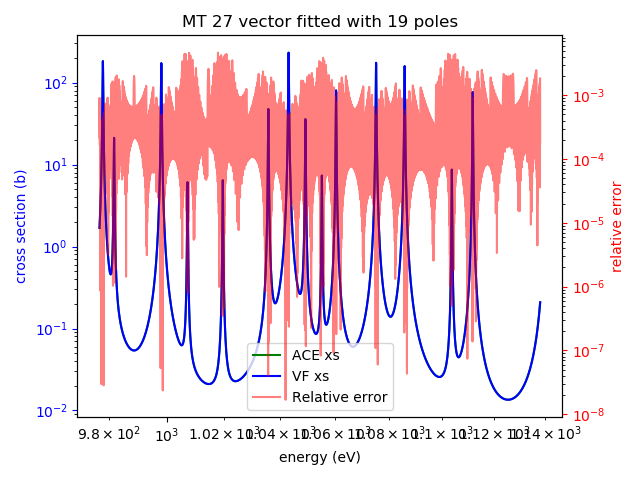 MT 27 vector fitted with 19 poles
cross section (b)
10²
10¹
10⁰
10⁻¹
10⁻²
relative error
10⁻³
10⁻⁴
10⁻⁵
10⁻⁶
10⁻⁷
10⁻⁸
ACE xs
VF xs
Relative error
9.8 × 10² 10³ 1.02 × 10³ 1.04 × 10³ 1.06 × 10³ 1.08 × 10³ 1.1 × 10³ 1.12 × 10³ 1.14 × 10³
energy (eV)